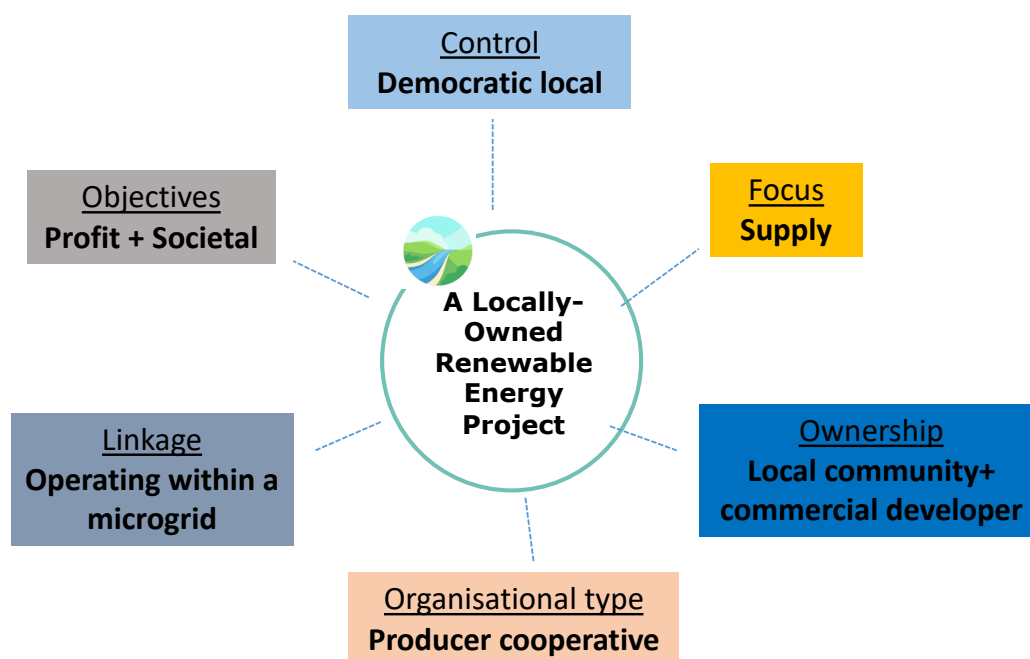 Control
Democratic local
Objectives
Profit + Societal
Focus
Supply
A Locally-
Owned
Renewable
Energy
Project
Linkage
Operating within a
microgrid
Ownership
Local community+
commercial developer
Organisational type
Producer cooperative